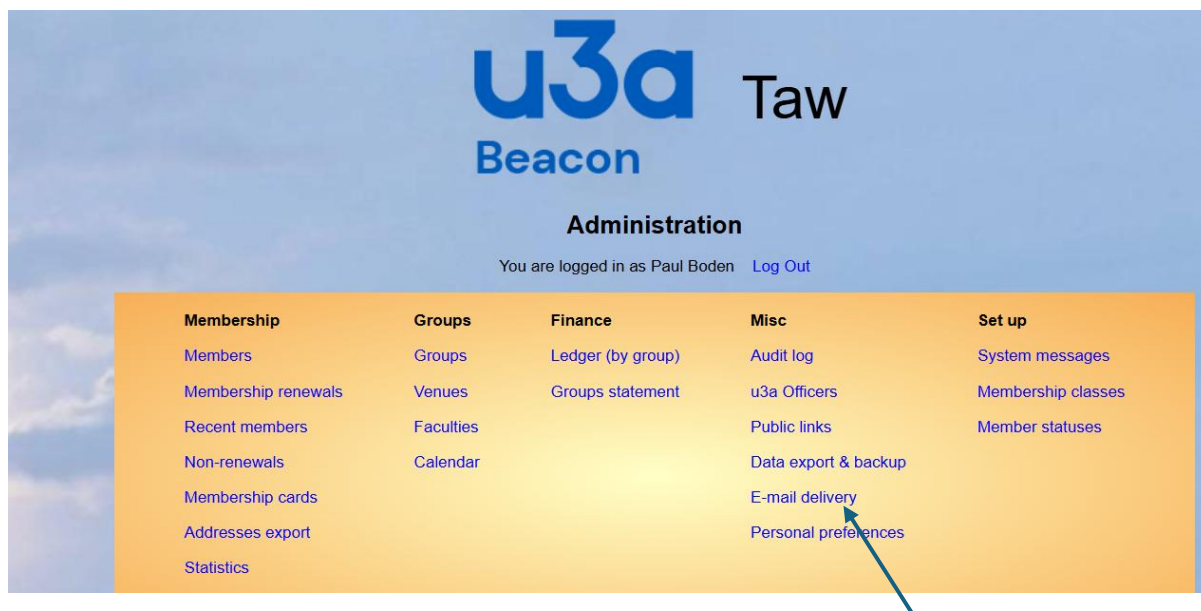 u3a Taw
Beacon
Administration
You are logged in as Paul Boden Log Out
Membership Groups Finance Misc Set up
Members Groups Ledger (by group) Audit log System messages
Membership renewals Venues Groups statement u3a Officers Membership classes
Recent members Faculties Public links Member statuses
Non-renewals Calendar Data export & backup
Membership cards E-mail delivery
Addresses export Personal preferences
Statistics